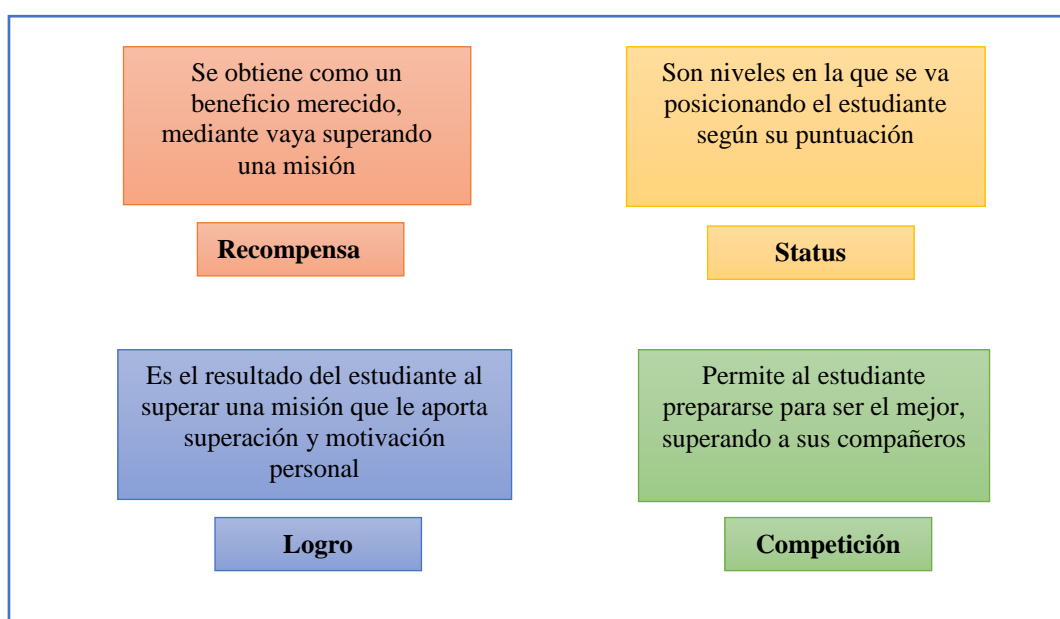 Se obtiene como un
beneficio merecido,
mediante vaya superando
una misión
Recompensa
Son niveles en la que se va
posicionando el estudiante
según su puntuación
Status
Es el resultado del estudiante al
superar una misión que le aporta
superación y motivación
personal
Logro
Permite al estudiante
prepararse para ser el mejor,
superando a sus compañeros
Competición